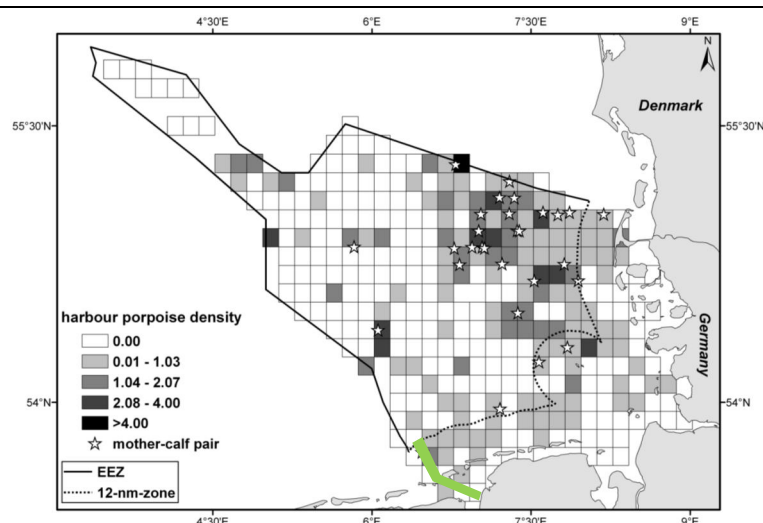 4°30'E 6°E 7°30'E 9°E
N
Denmark
55°30'N 55°30'N
harbour porpoise density
0.00
0.01 - 1.03
1.04 - 2.07
2.08 - 4.00
>4.00
mother-calf pair
Germany
54°N 54°N
EEZ
12-nm-zone
4°30'E 6°E 7°30'E 9°E